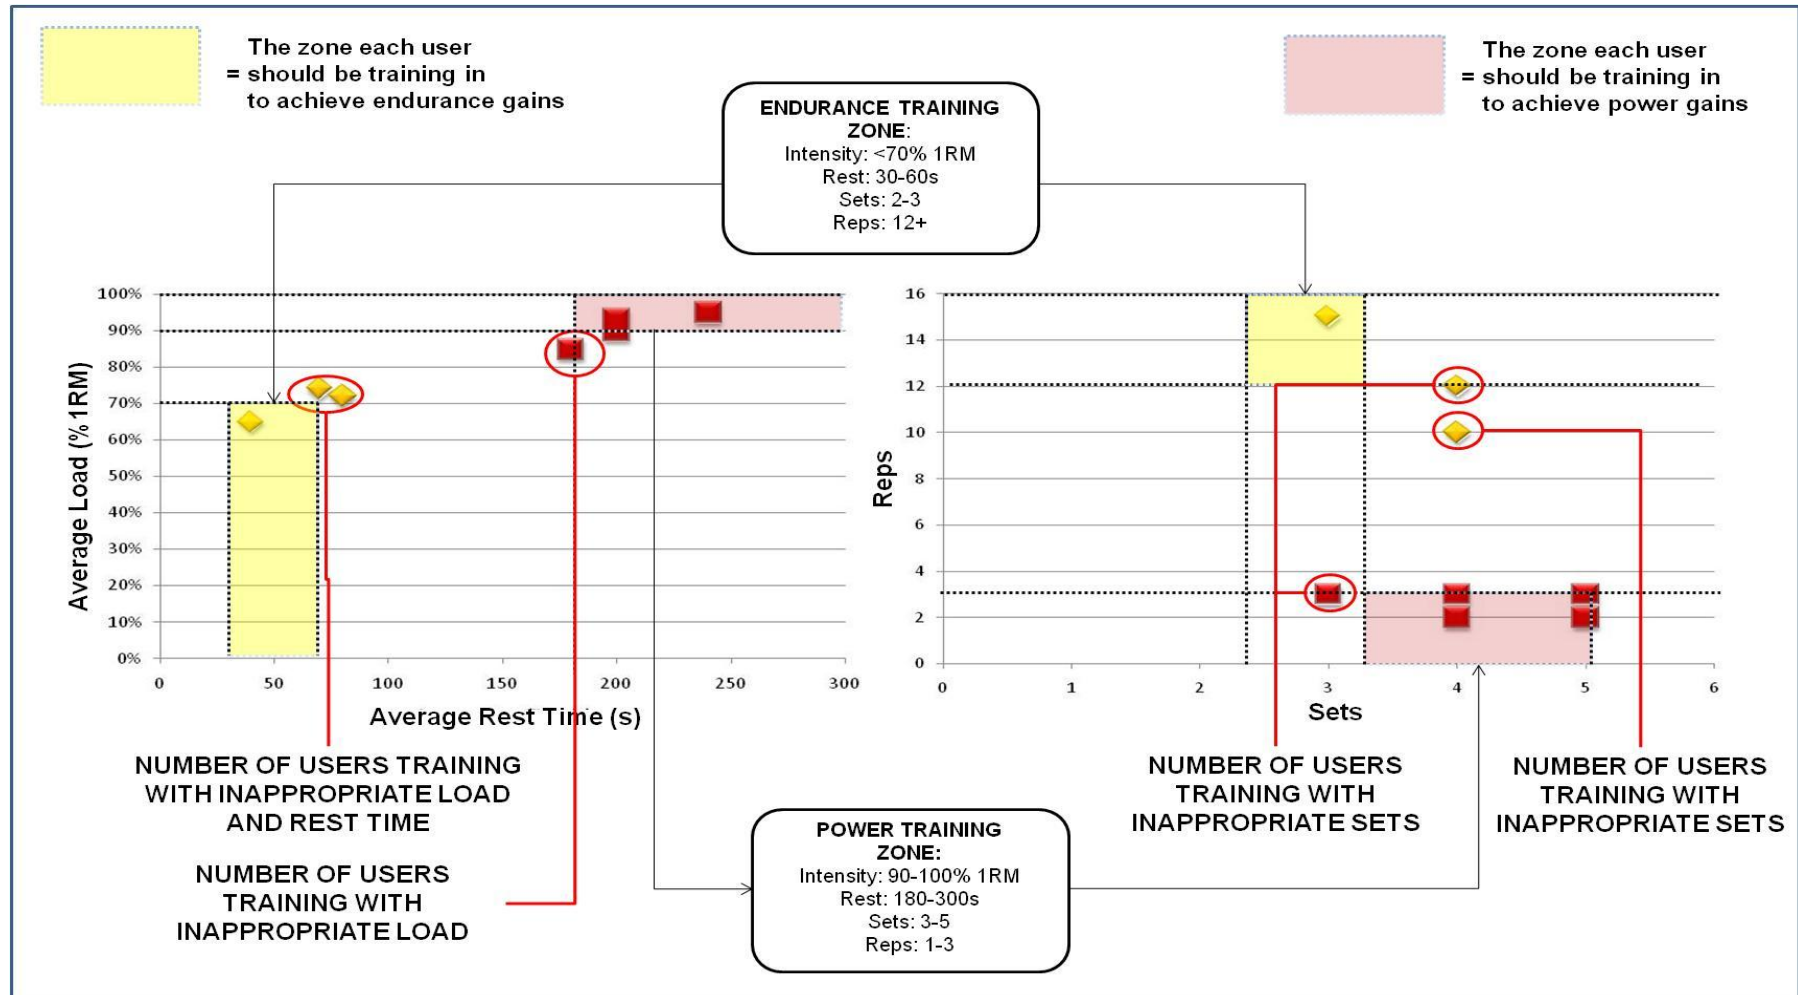 The zone each user
= should be training in
to achieve endurance gains
The zone each user
= should be training in
to achieve power gains
ENDURANCE TRAINING
ZONE:
Intensity: <70% 1RM
Rest: 30-60s
Sets: 2-3
Reps: 12+
Average Load (% 1RM)
100%
90%
80%
70%
60%
50%
40%
30%
20%
10%
0%
0 50 100 150 200 250 300
Average Rest Time (s)
Reps
16
14
12
10
8
6
4
2
0
0 1 2 3 4 5 6
Sets
NUMBER OF USERS TRAINING
WITH INAPPROPRIATE LOAD
AND REST TIME
NUMBER OF USERS
TRAINING WITH
INAPPROPRIATE LOAD
POWER TRAINING
ZONE:
Intensity: 90-100% 1RM
Rest: 180-300s
Sets: 3-5
Reps: 1-3
NUMBER OF USERS
TRAINING WITH
INAPPROPRIATE SETS
NUMBER OF USERS
TRAINING WITH
INAPPROPRIATE SETS